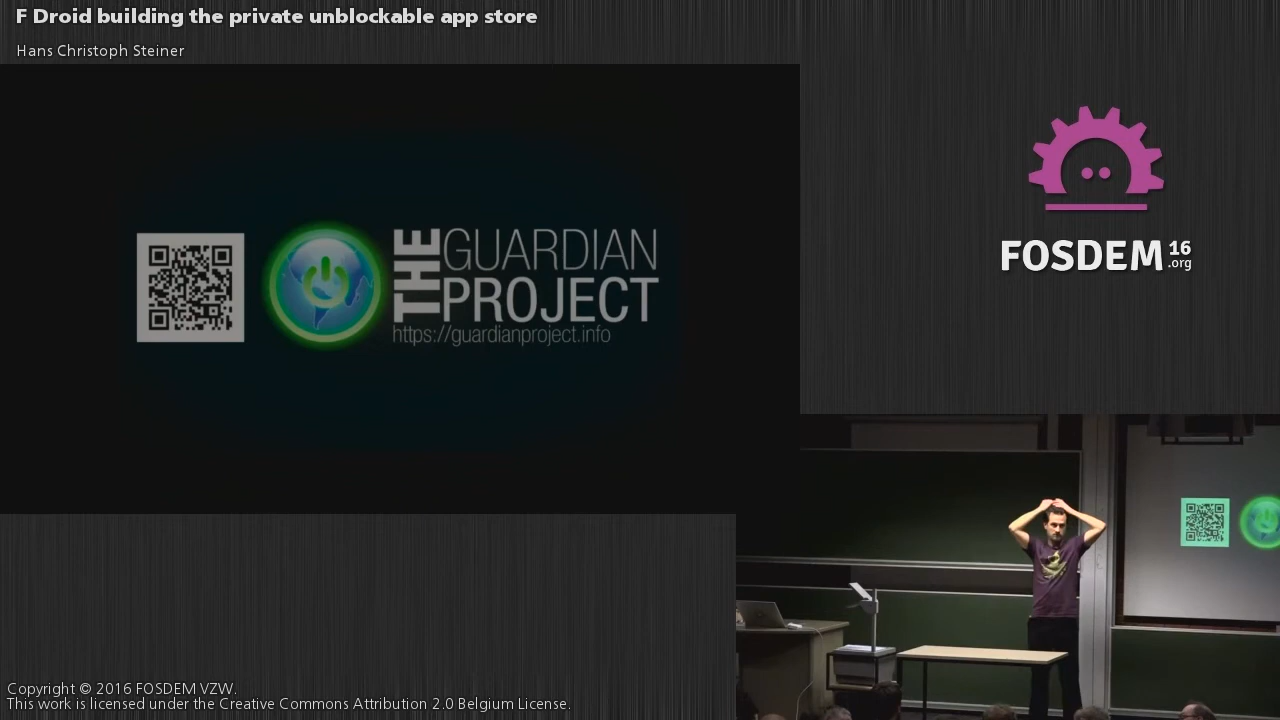 F Droid building the private unblockable app store
Hans Christoph Steiner
THE GUARDIAN
PROJECT
https://guardianproject.info
FOSDEM 16
.org
Copyright © 2016 FOSDEM VZW.
This work is licensed under the Creative Commons Attribution 2.0 Belgium License.